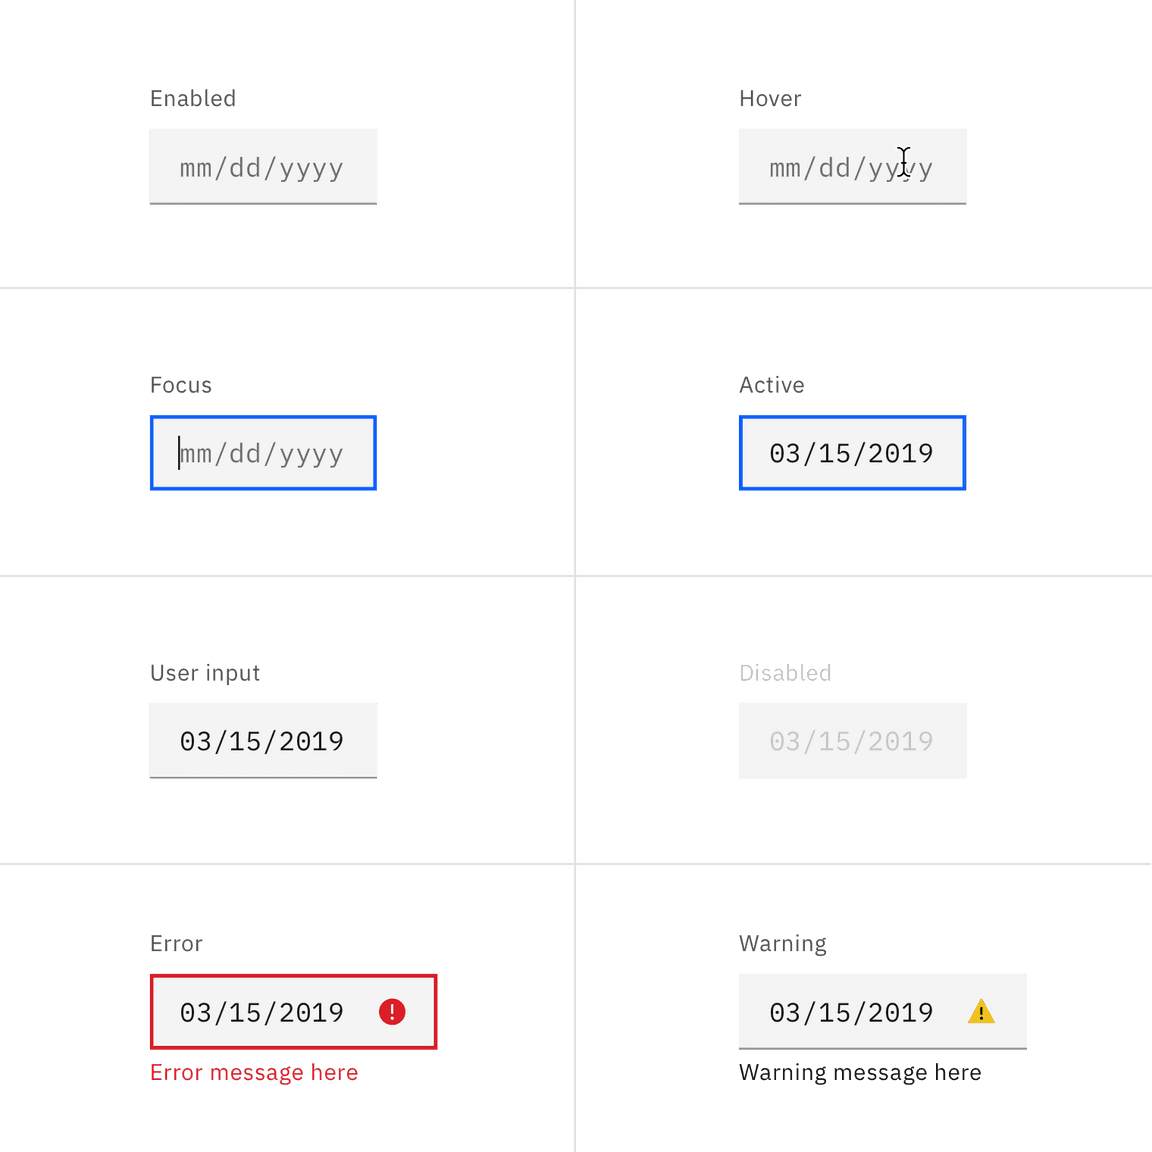 Enabled
mm/dd/yyyy
Hover
mm/dd/yyyy
Focus
mm/dd/yyyy
Active
03/15/2019
User input
03/15/2019
Disabled
03/15/2019
Error
03/15/2019
Error message here
Warning
03/15/2019
Warning message here